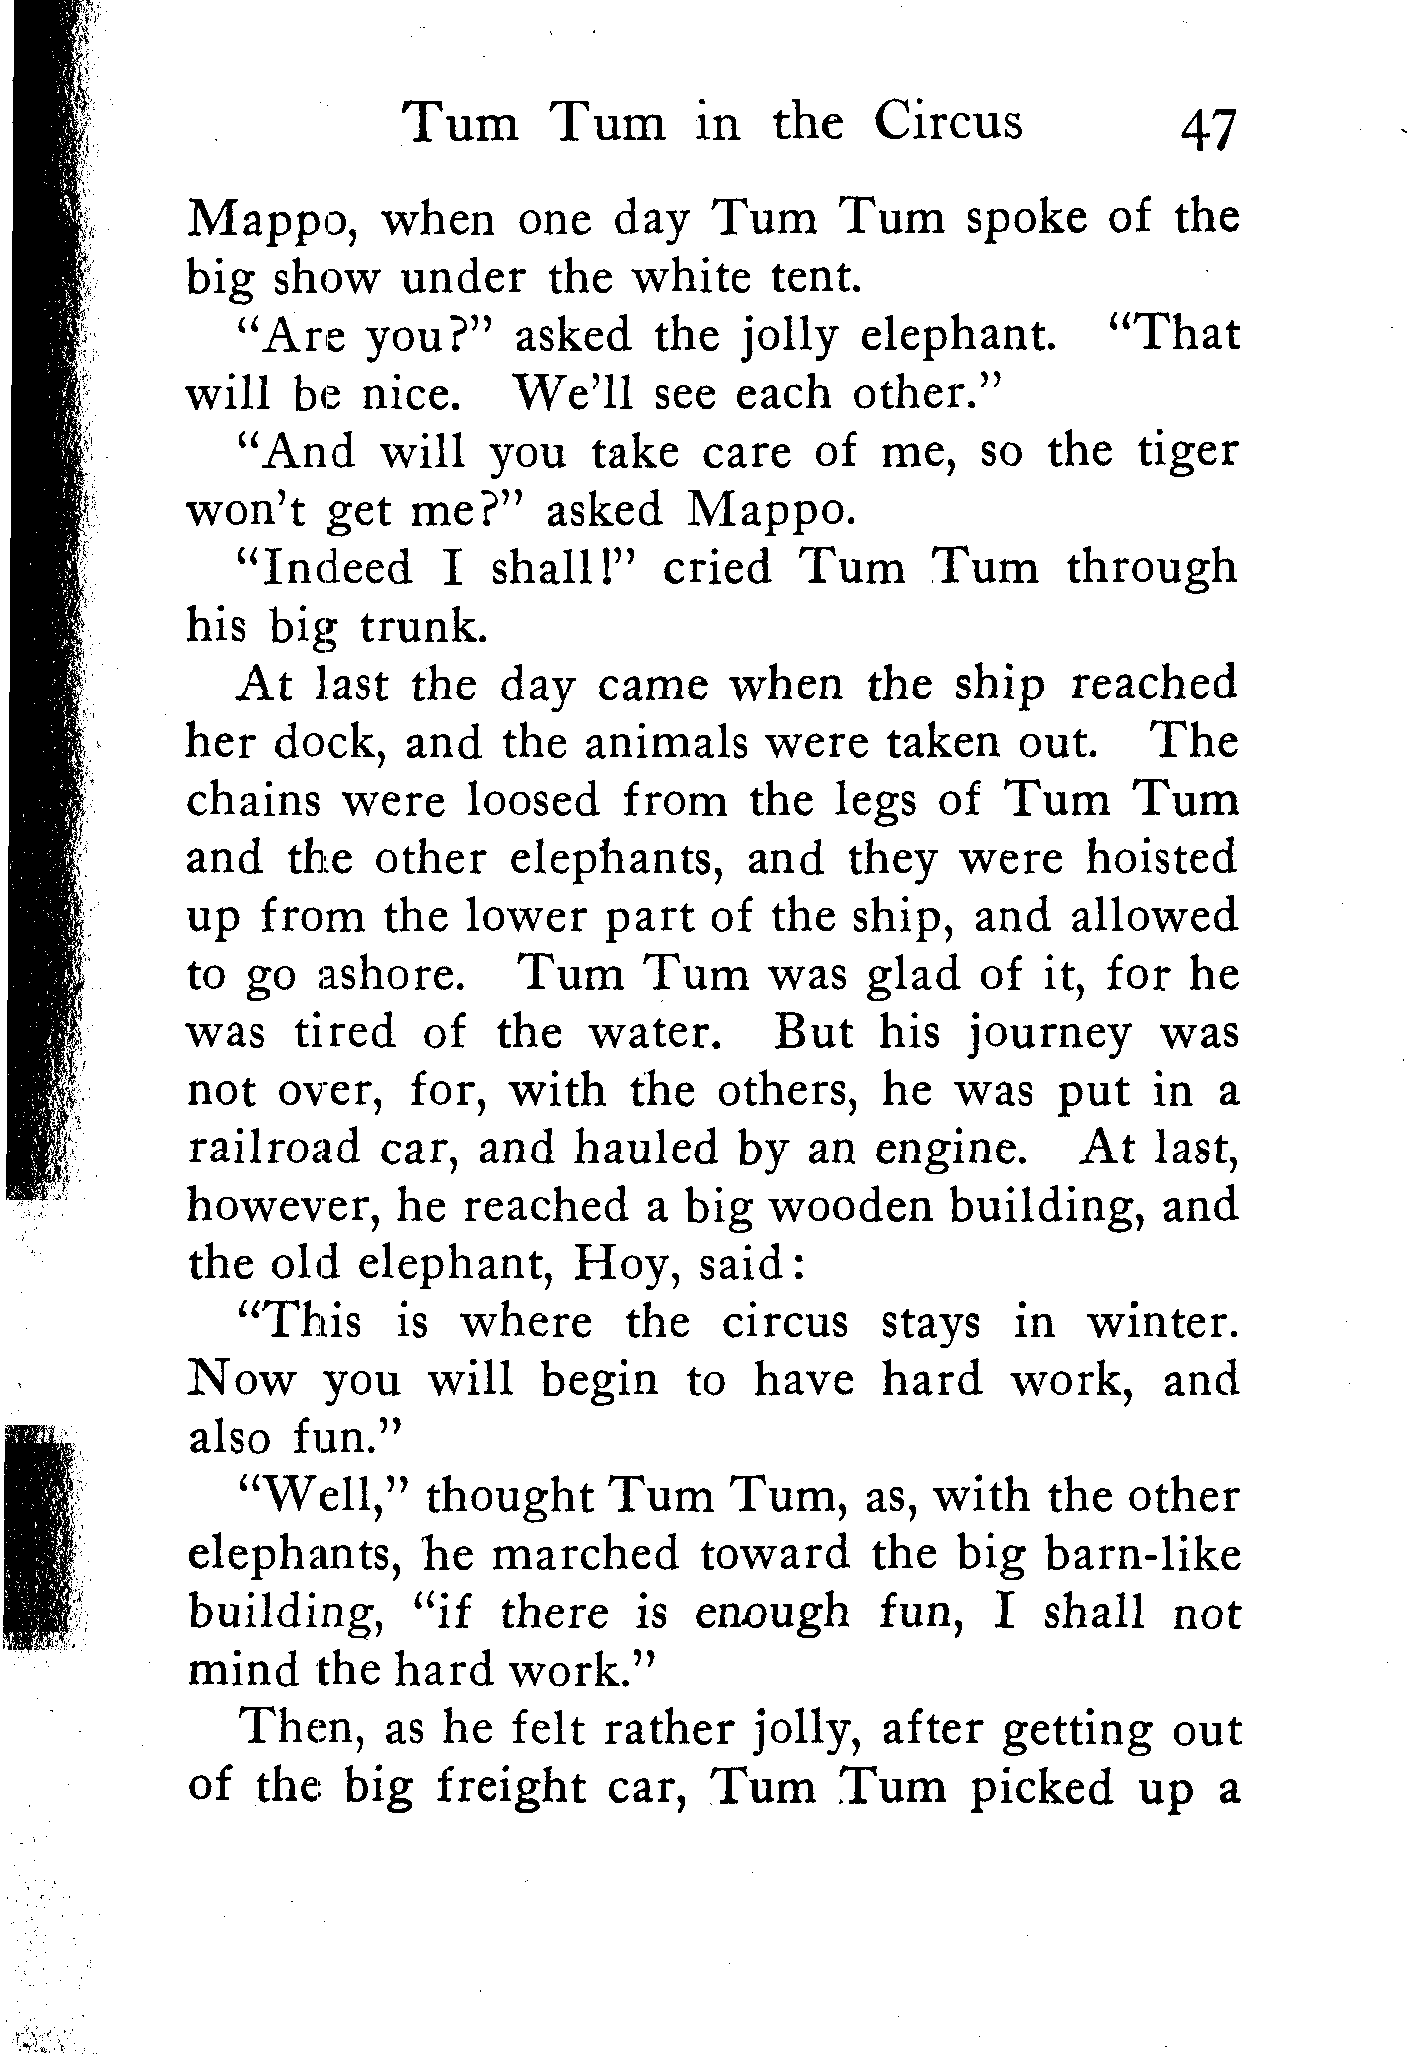 Tum Tum in the Circus 47
Mappo, when one day Tum Tum spoke of the
big show under the white tent.
"Are you?" asked the jolly elephant. "That
will be nice. We'll see each other."
"And will you take care of me, so the tiger
won't get me?" asked Mappo.
"Indeed I shall!" cried Tum Tum through
his big trunk.
At last the day came when the ship reached
her dock, and the animals were taken out. The
chains were loosed from the legs of Tum Tum
and the other elephants, and they were hoisted
up from the lower part of the ship, and allowed
to go ashore. Tum Tum was glad of it, for he
was tired of the water. But his journey was
not over, for, with the others, he was put in a
railroad car, and hauled by an engine. At last,
however, he reached a big wooden building, and
the old elephant, Hoy, said:
"This is where the circus stays in winter.
Now you will begin to have hard work, and
also fun."
"Well," thought Tum Tum, as, with the other
elephants, he marched toward the big barn-like
building, "if there is enough fun, I shall not
mind the hard work."
Then, as he felt rather jolly, after getting out
of the big freight car, Tum Tum picked up a